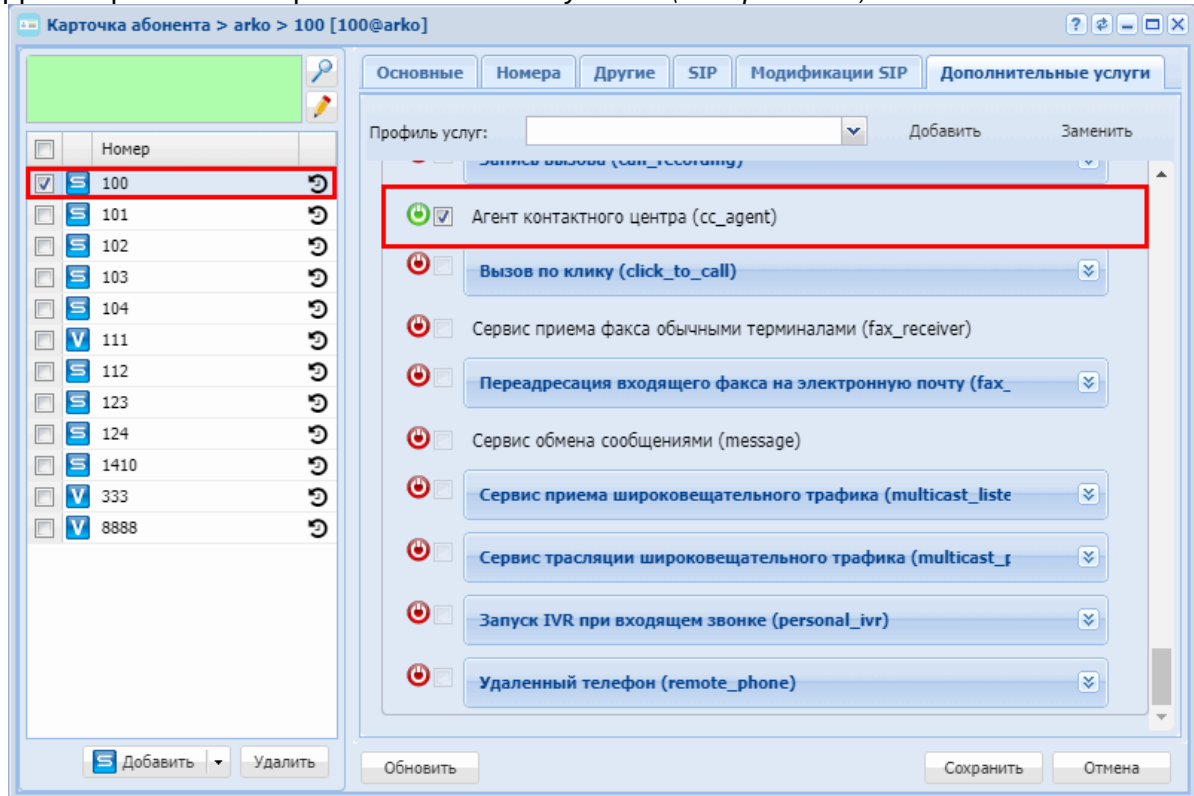 Карточка абонента > arko > 100 [100@arko]
Основные Номера Другие SIP Модификации SIP Дополнительные услуги
Профиль услуг: Добавить Заменить
Номер
100
101
102
103
104
111
112
123
124
1410
333
8888
Запись вызова (call_recording)
Агент контактного центра (cc_agent)
Вызов по клику (click_to_call)
Сервис приема факса обычными терминалами (fax_receiver)
Переадресация входящего факса на электронную почту (fax_
Сервис обмена сообщениями (message)
Сервис приема широковещательного трафика (multicast_liste
Сервис трасляции широковещательного трафика (multicast_p
Запуск IVR при входящем звонке (personal_ivr)
Удаленный телефон (remote_phone)
Добавить Удалить
Обновить Сохранить Отмена